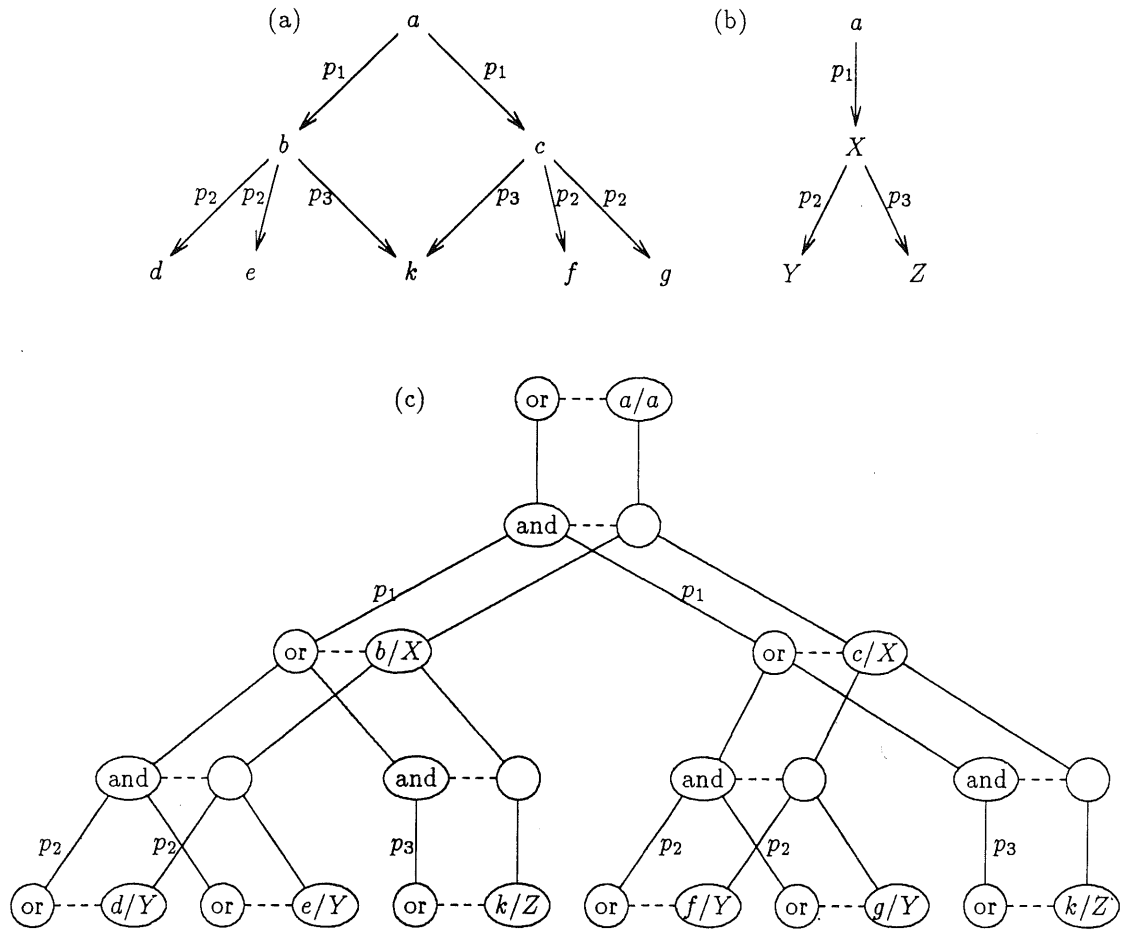 (a) a (b) a
p1 p1 p1
b c X
p2 p2 p3 p3 p2 p2 p2 p3
d e k f g Y Z
(c) or a/a
and
p1 p1
or b/X or c/X
and and and and
p2 p2 p3 p2 p2 p3
or d/Y or e/Y or k/Z or f/Y or g/Y or k/Z